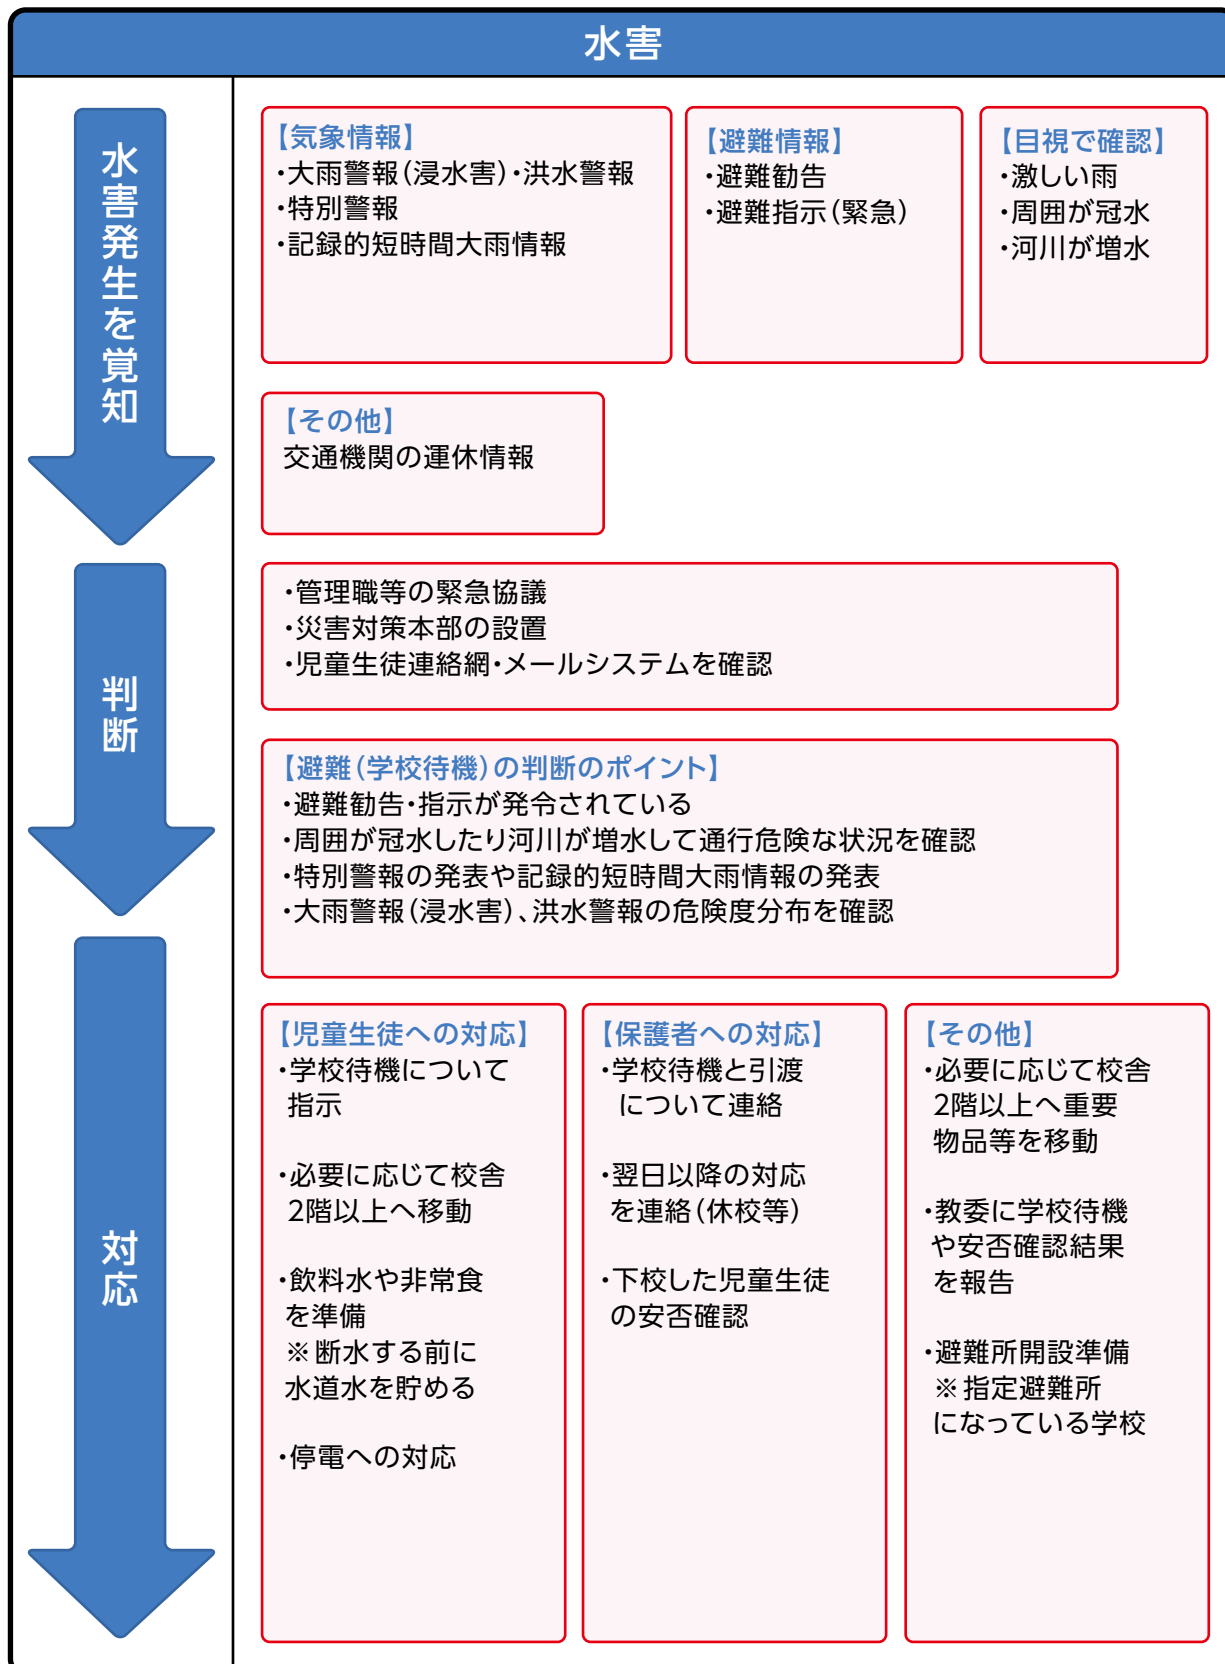 水害
水害発生を覚知
【気象情報】
・大雨警報(浸水害)・洪水警報
・特別警報
・記録的短時間大雨情報
【避難情報】
・避難勧告
・避難指示(緊急)
【目視で確認】
・激しい雨
・周囲が冠水
・河川が増水
【その他】
交通機関の運休情報
判断
・管理職等の緊急協議
・災害対策本部の設置
・児童生徒連絡網・メールシステムを確認
【避難(学校待機)の判断のポイント】
・避難勧告・指示が発令されている
・周囲が冠水したり河川が増水して通行危険な状況を確認
・特別警報の発表や記録的短時間大雨情報の発表
・大雨警報(浸水害)、洪水警報の危険度分布を確認
対応
【児童生徒への対応】
・学校待機について
指示
・必要に応じて校舎
2階以上へ移動
・飲料水や非常食
を準備
※断水する前に
水道水を貯める
・停電への対応
【保護者への対応】
・学校待機と引渡
について連絡
・翌日以降の対応
を連絡(休校等)
・下校した児童生徒
の安否確認
【その他】
・必要に応じて校舎
2階以上へ重要
物品等を移動
・教委に学校待機
や安否確認結果
を報告
・避難所開設準備
※指定避難所
になっている学校